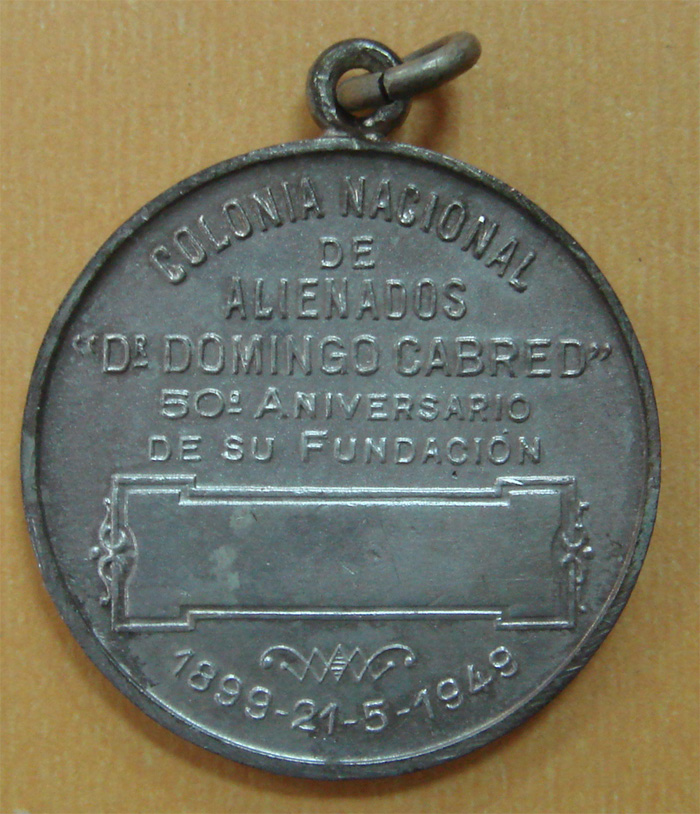 COLONIA NACIONAL
DE
ALIENADOS
"DR DOMINGO CABRED"
50º ANIVERSARIO
DE SU FUNDACIÓN
1899-21-5-1949